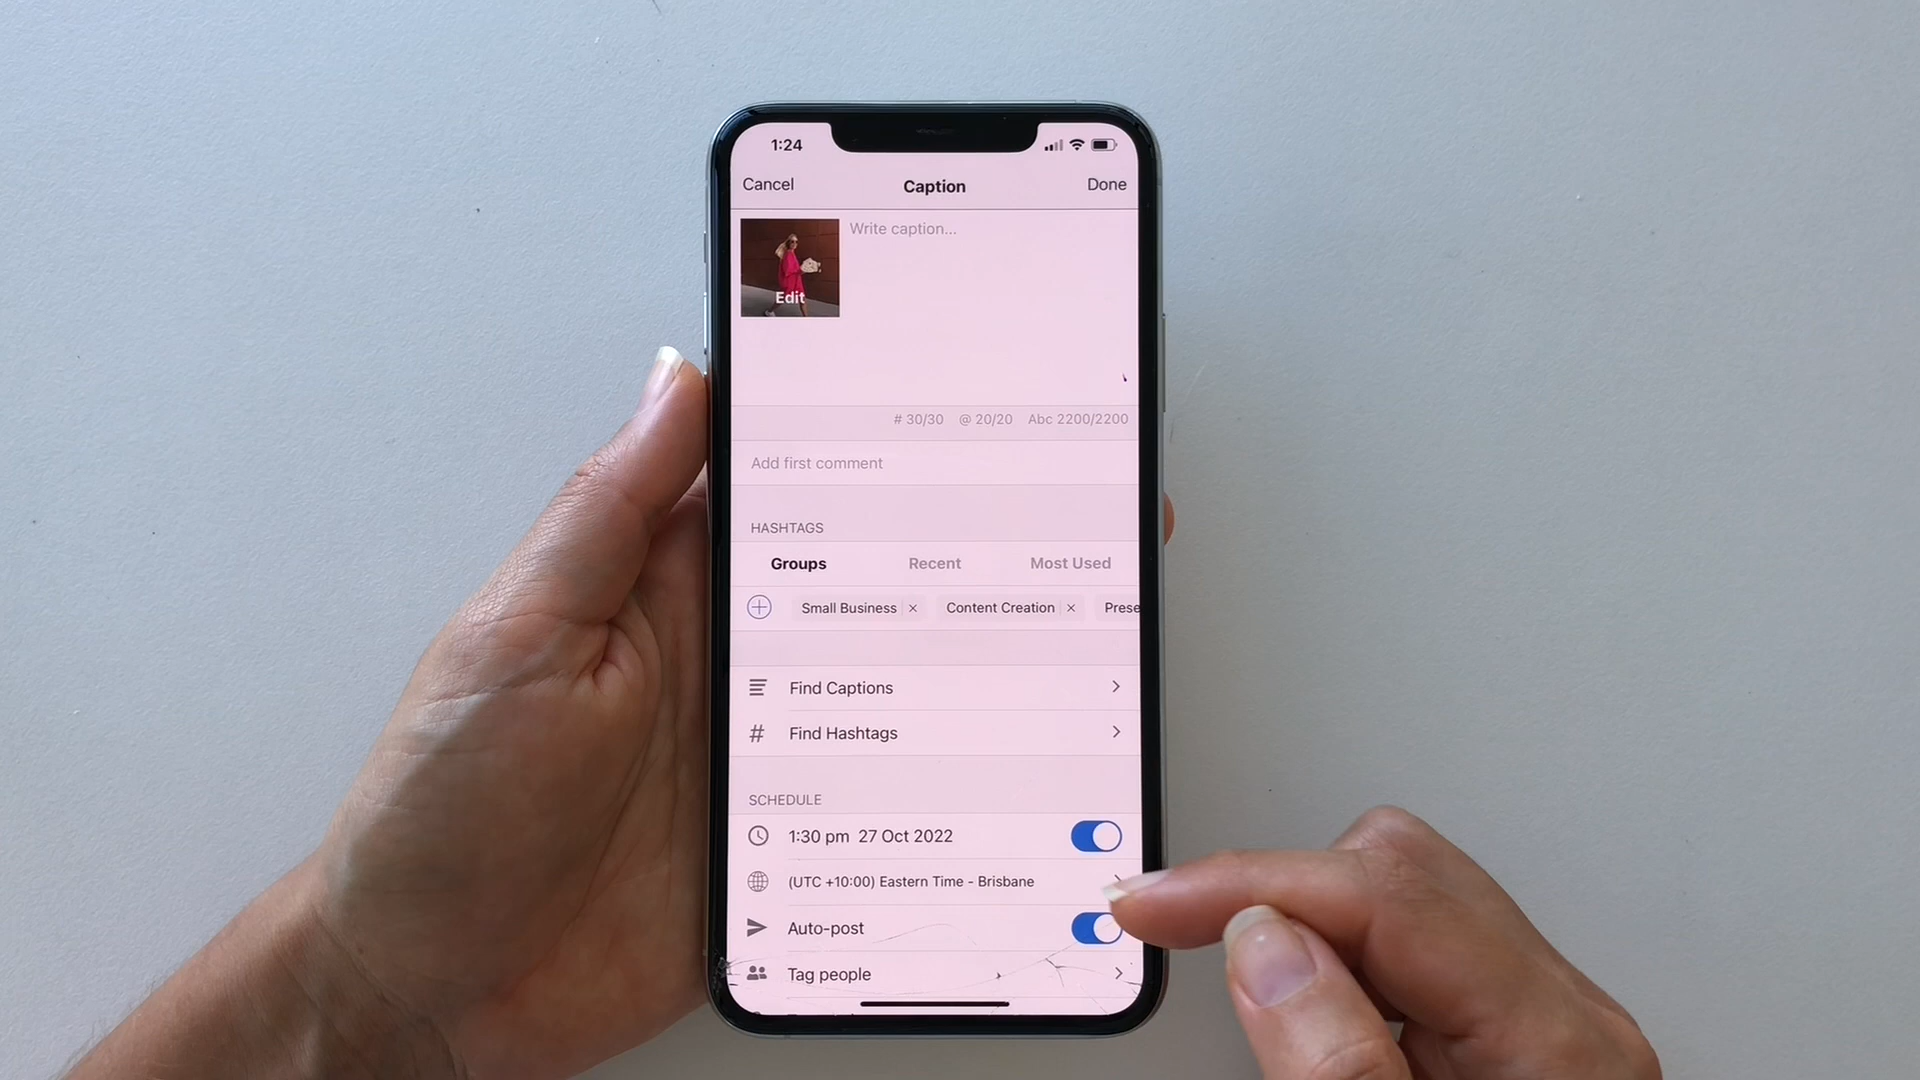 1:24
Cancel Caption Done
Write caption...
Edit
# 30/30 @ 20/20 Abc 2200/2200
Add first comment
HASHTAGS
Groups Recent Most Used
Small Business × Content Creation × Prese
Find Captions
# Find Hashtags
SCHEDULE
1:30 pm 27 Oct 2022
(UTC +10:00) Eastern Time - Brisbane
Auto-post
Tag people